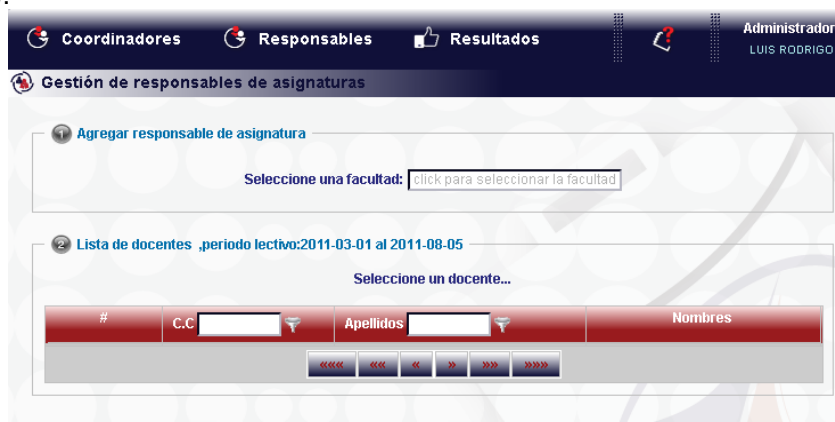 Coordinadores Responsables Resultados Administrador
LUIS RODRIGO
Gestión de responsables de asignaturas
1 Agregar responsable de asignatura
Seleccione una facultad: click para seleccionar la facultad
2 Lista de docentes ,periodo lectivo:2011-03-01 al 2011-08-05
Seleccione un docente...
# C.C Apellidos Nombres
««« «« « » »» »»»